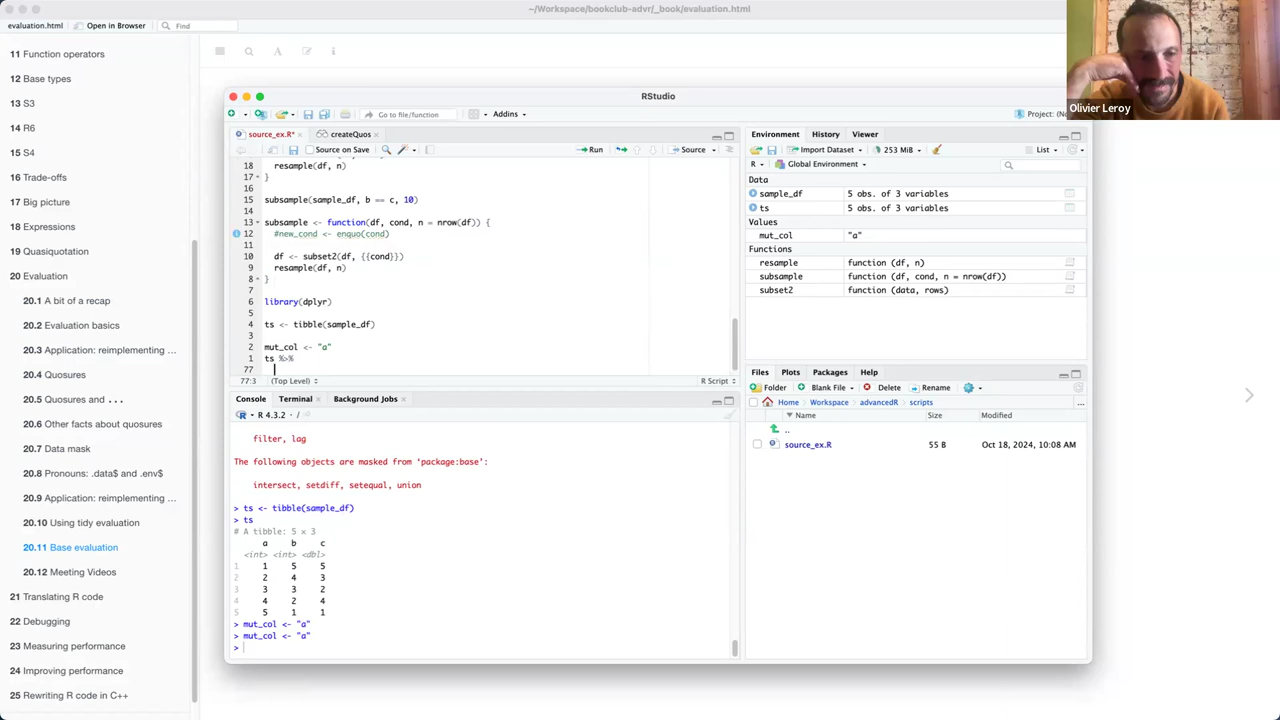 ~/Workspace/bookclub-advr/_book/evaluation.html
evaluation.html
Open in Browser
Find
11 Function operators
12 Base types
13 S3
14 R6
15 S4
16 Trade-offs
17 Big picture
18 Expressions
19 Quasiquotation
20 Evaluation
20.1 A bit of a recap
20.2 Evaluation basics
20.3 Application: reimplementing ...
20.4 Quosures
20.5 Quosures and ...
20.6 Other facts about quosures
20.7 Data mask
20.8 Pronouns: .data$ and .env$
20.9 Application: reimplementing ...
20.10 Using tidy evaluation
20.11 Base evaluation
20.12 Meeting Videos
21 Translating R code
22 Debugging
23 Measuring performance
24 Improving performance
25 Rewriting R code in C++
Olivier Leroy
RStudio
Go to file/function
Addins
source_ex.R*
createQuos
Source on Save
Run
Source
18 resample(df, n)
17 }
16
15 subsample(sample_df, b == c, 10)
14
13 subsample <- function(df, cond, n = nrow(df)) {
12 #new_cond <- enquo(cond)
11
10 df <- subset2(df, {{cond}})
9 resample(df, n)
8 }
7
6 library(dplyr)
5
4 ts <- tibble(sample_df)
3
2 mut_col <- "a"
1 ts %>%
77
77:3 (Top Level)
R Script
Console Terminal Background Jobs
R 4.3.2 · /
filter, lag
The following objects are masked from ‘package:base’:
intersect, setdiff, setequal, union
> ts <- tibble(sample_df)
> ts
# A tibble: 5 × 3
a b c
<int> <int> <dbl>
1 1 5 5
2 2 4 3
3 3 3 2
4 4 2 4
5 5 1 1
> mut_col <- "a"
> mut_col <- "a"
>
Environment History Viewer
Import Dataset
253 MiB
List
R
Global Environment
Data
sample_df 5 obs. of 3 variables
ts 5 obs. of 3 variables
Values
mut_col "a"
Functions
resample function (df, n)
subsample function (df, cond, n = nrow(df))
subset2 function (data, rows)
Files Plots Packages Help
Folder Blank File Delete Rename
Home Workspace advancedR scripts ...
Name Size Modified
..
source_ex.R 55 B Oct 18, 2024, 10:08 AM